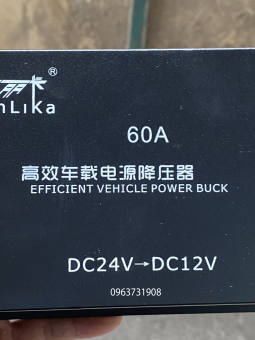 ®
nLiKa
60A
高效车载电源降压器
EFFICIENT VEHICLE POWER BUCK
DC24V→DC12V
0963731908